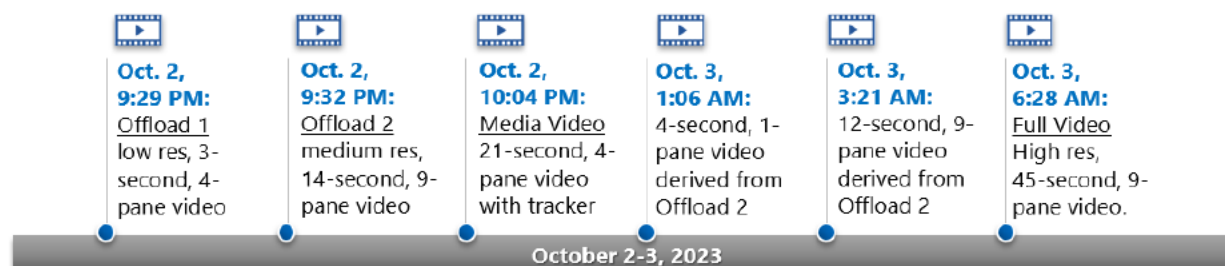 Oct. 2,
9:29 PM:
Offload 1
low res, 3-
second, 4-
pane video
Oct. 2,
9:32 PM:
Offload 2
medium res,
14-second, 9-
pane video
Oct. 2,
10:04 PM:
Media Video
21-second, 4-
pane video
with tracker
Oct. 3,
1:06 AM:
4-second, 1-
pane video
derived from
Offload 2
Oct. 3,
3:21 AM:
12-second, 9-
pane video
derived from
Offload 2
Oct. 3,
6:28 AM:
Full Video
High res,
45-second, 9-
pane video.
October 2-3, 2023